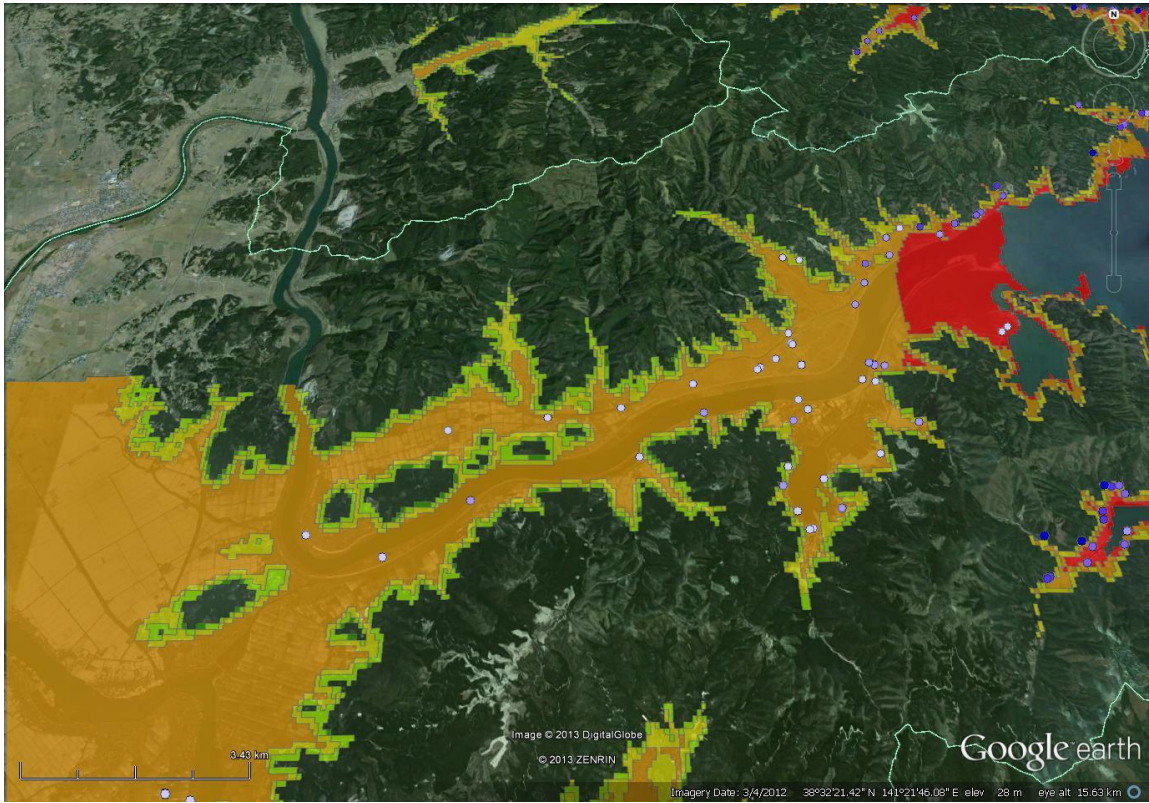 N
3.43 km
Image © 2013 DigitalGlobe
© 2013 ZENRIN
Google earth
Imagery Date: 3/4/2012 38°32'21.42" N 141°21'46.08" E elev 28 m eye alt 15.63 km